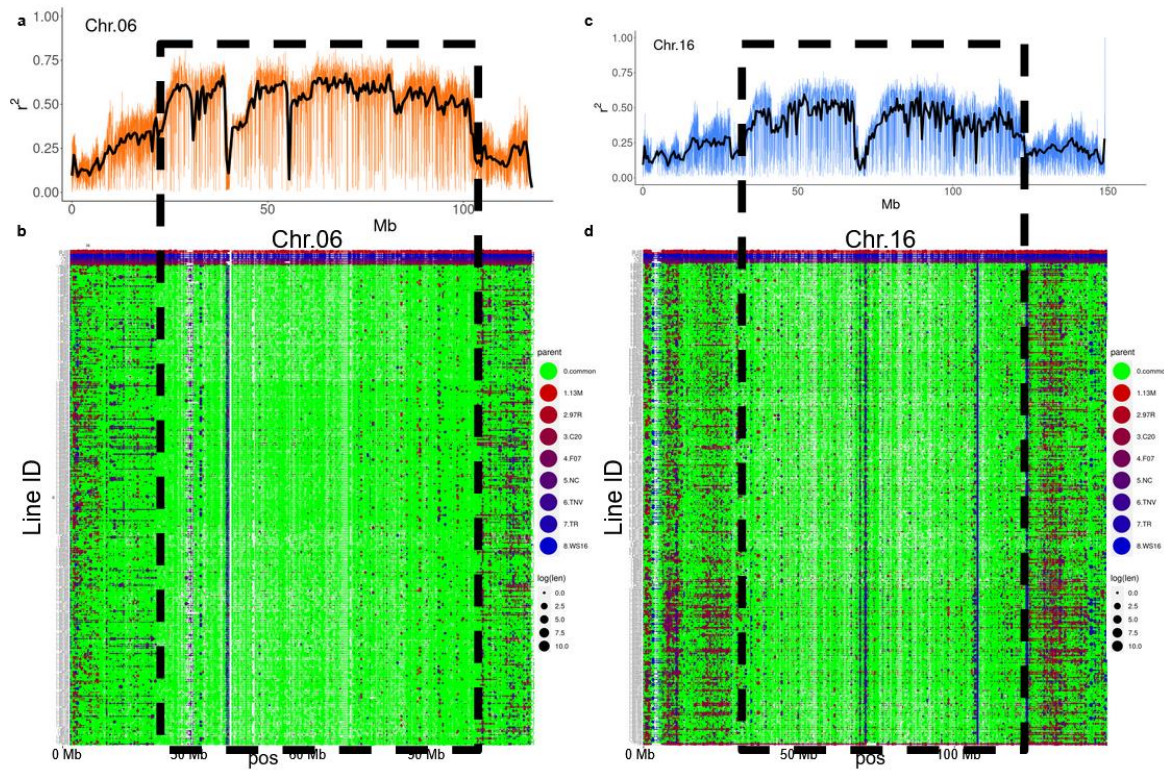 a
Chr.06
1.00
0.75
0.50
0.25
0.00
r²
0
50
100
Mb
c
Chr.16
1.00
0.75
0.50
0.25
0.00
r²
0
50
100
150
Mb
b
Chr.06
Line ID
0 Mb
30 Mb
60 Mb
90 Mb
pos
parent
0.common
1.13M
2.97R
3.C20
4.F07
5.NC
6.TNV
7.TR
8.WS16
log(len)
0.0
2.5
5.0
7.5
10.0
d
Chr.16
Line ID
0 Mb
50 Mb
100 Mb
pos
parent
0.common
1.13M
2.97R
3.C20
4.F07
5.NC
6.TNV
7.TR
8.WS16
log(len)
0.0
2.5
5.0
7.5
10.0